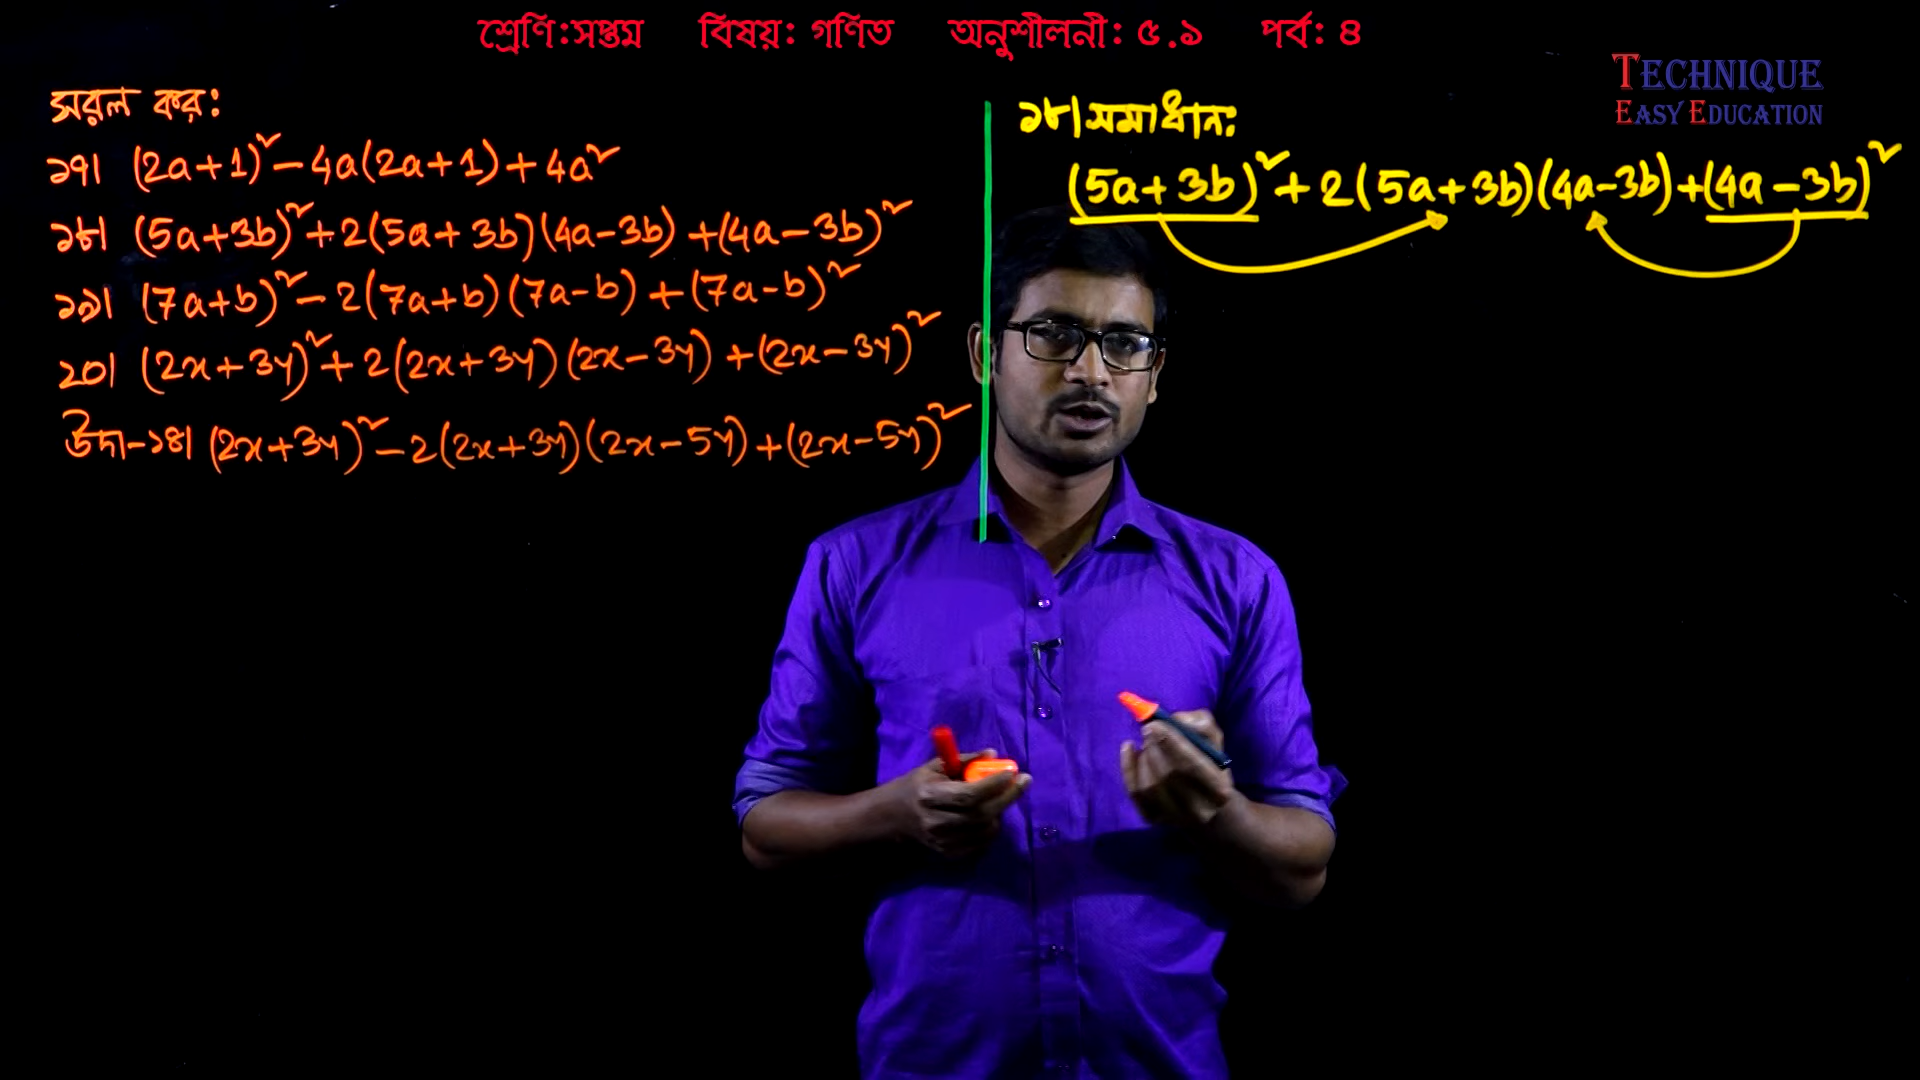 শ্রেণি:সপ্তম বিষয়: গণিত অনুশীলনী: ৫.১ পর্ব: ৪
TECHNIQUE
EASY EDUCATION
সরল কর:
১৭। (2a+1)² – 4a(2a+1) + 4a²
১৮। (5a+3b)² + 2(5a+3b)(4a-3b) + (4a-3b)²
১৯। (7a+b)² – 2(7a+b)(7a-b) + (7a-b)²
২০। (2x+3y)² + 2(2x+3y)(2x-3y) + (2x-3y)²
উদা-১৪। (2x+3y)² – 2(2x+3y)(2x-5y) + (2x-5y)²
১৮। সমাধান:
(5a+3b)² + 2(5a+3b)(4a-3b) + (4a-3b)²